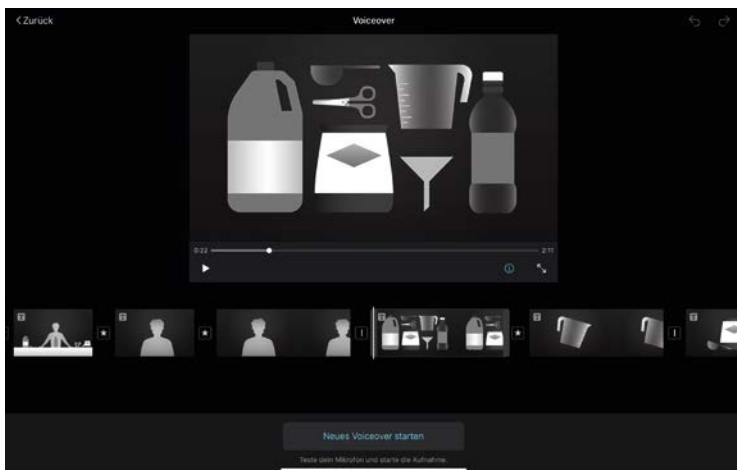 Zurück
Voiceover
0:22
2:11
Neues Voiceover starten
Teste dein Mikrofon und starte die Aufnahme.